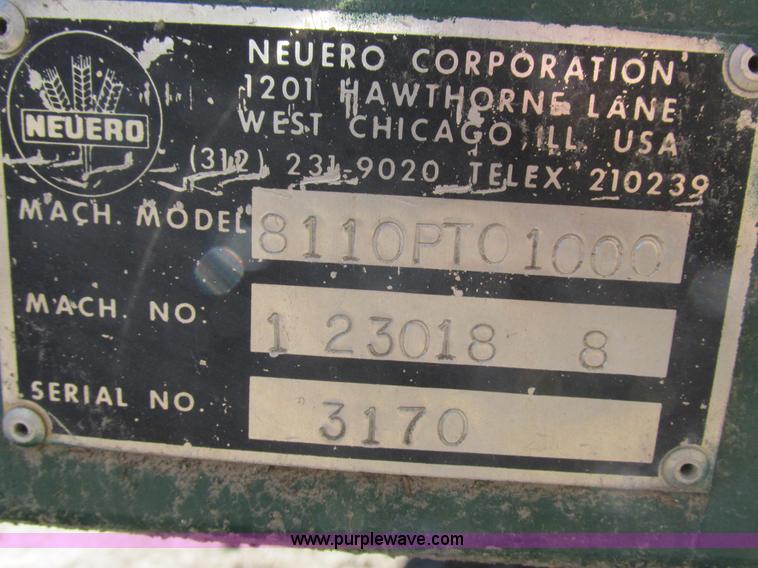 NEUERO
NEUERO CORPORATION
1201 HAWTHORNE LANE
WEST CHICAGO, ILL. USA
(312) 231-9020 TELEX 210239
MACH. MODEL 8110PTO1000
MACH. NO. 1 23018 8
SERIAL NO. 3170
www.purplewave.com